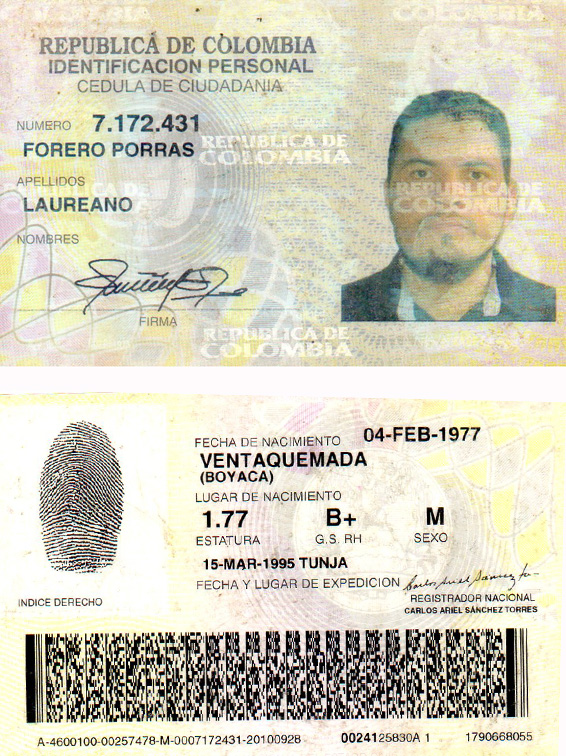 REPUBLICA DE COLOMBIA
IDENTIFICACION PERSONAL
CEDULA DE CIUDADANIA
NUMERO 7.172.431
FORERO PORRAS
APELLIDOS
LAUREANO
NOMBRES
FIRMA
REPUBLICA DE
COLOMBIA
REPUBLICA DE
COLOMBIA
FECHA DE NACIMIENTO 04-FEB-1977
VENTAQUEMADA
(BOYACA)
LUGAR DE NACIMIENTO
1.77 B+ M
ESTATURA G.S. RH SEXO
15-MAR-1995 TUNJA
FECHA Y LUGAR DE EXPEDICION
INDICE DERECHO
REGISTRADOR NACIONAL
CARLOS ARIEL SÁNCHEZ TORRES
A-4600100-00257478-M-0007172431-20100928 0024125830A 1 1790668055